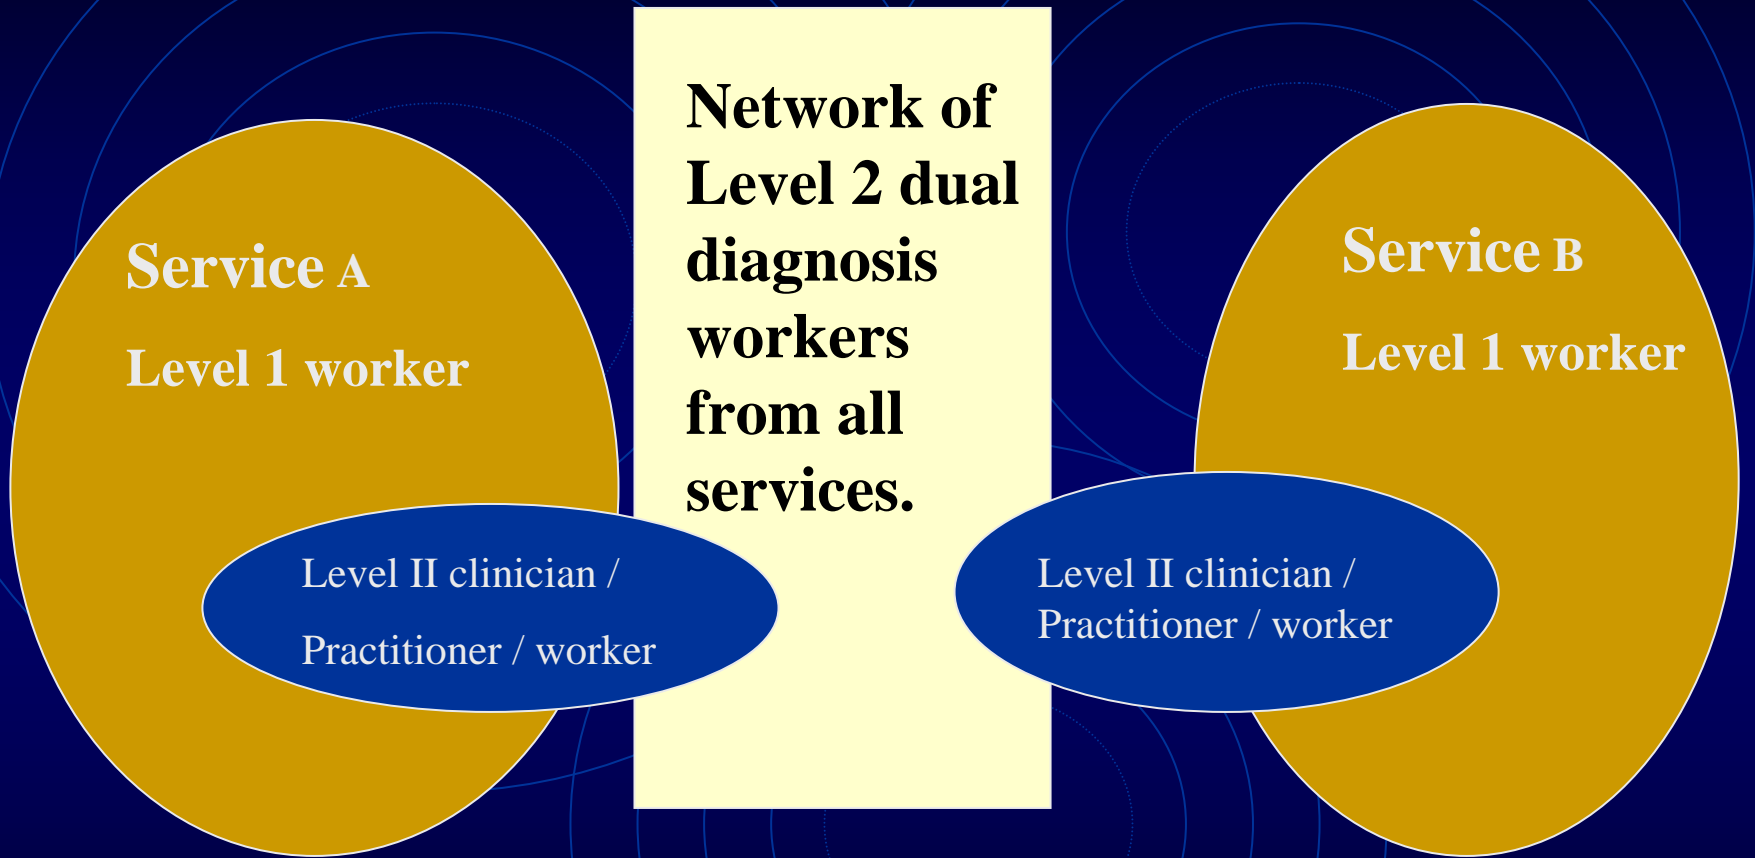 Service A
Level 1 worker
Level II clinician /
Practitioner / worker
Network of
Level 2 dual
diagnosis
workers
from all
services.
Service B
Level 1 worker
Level II clinician /
Practitioner / worker